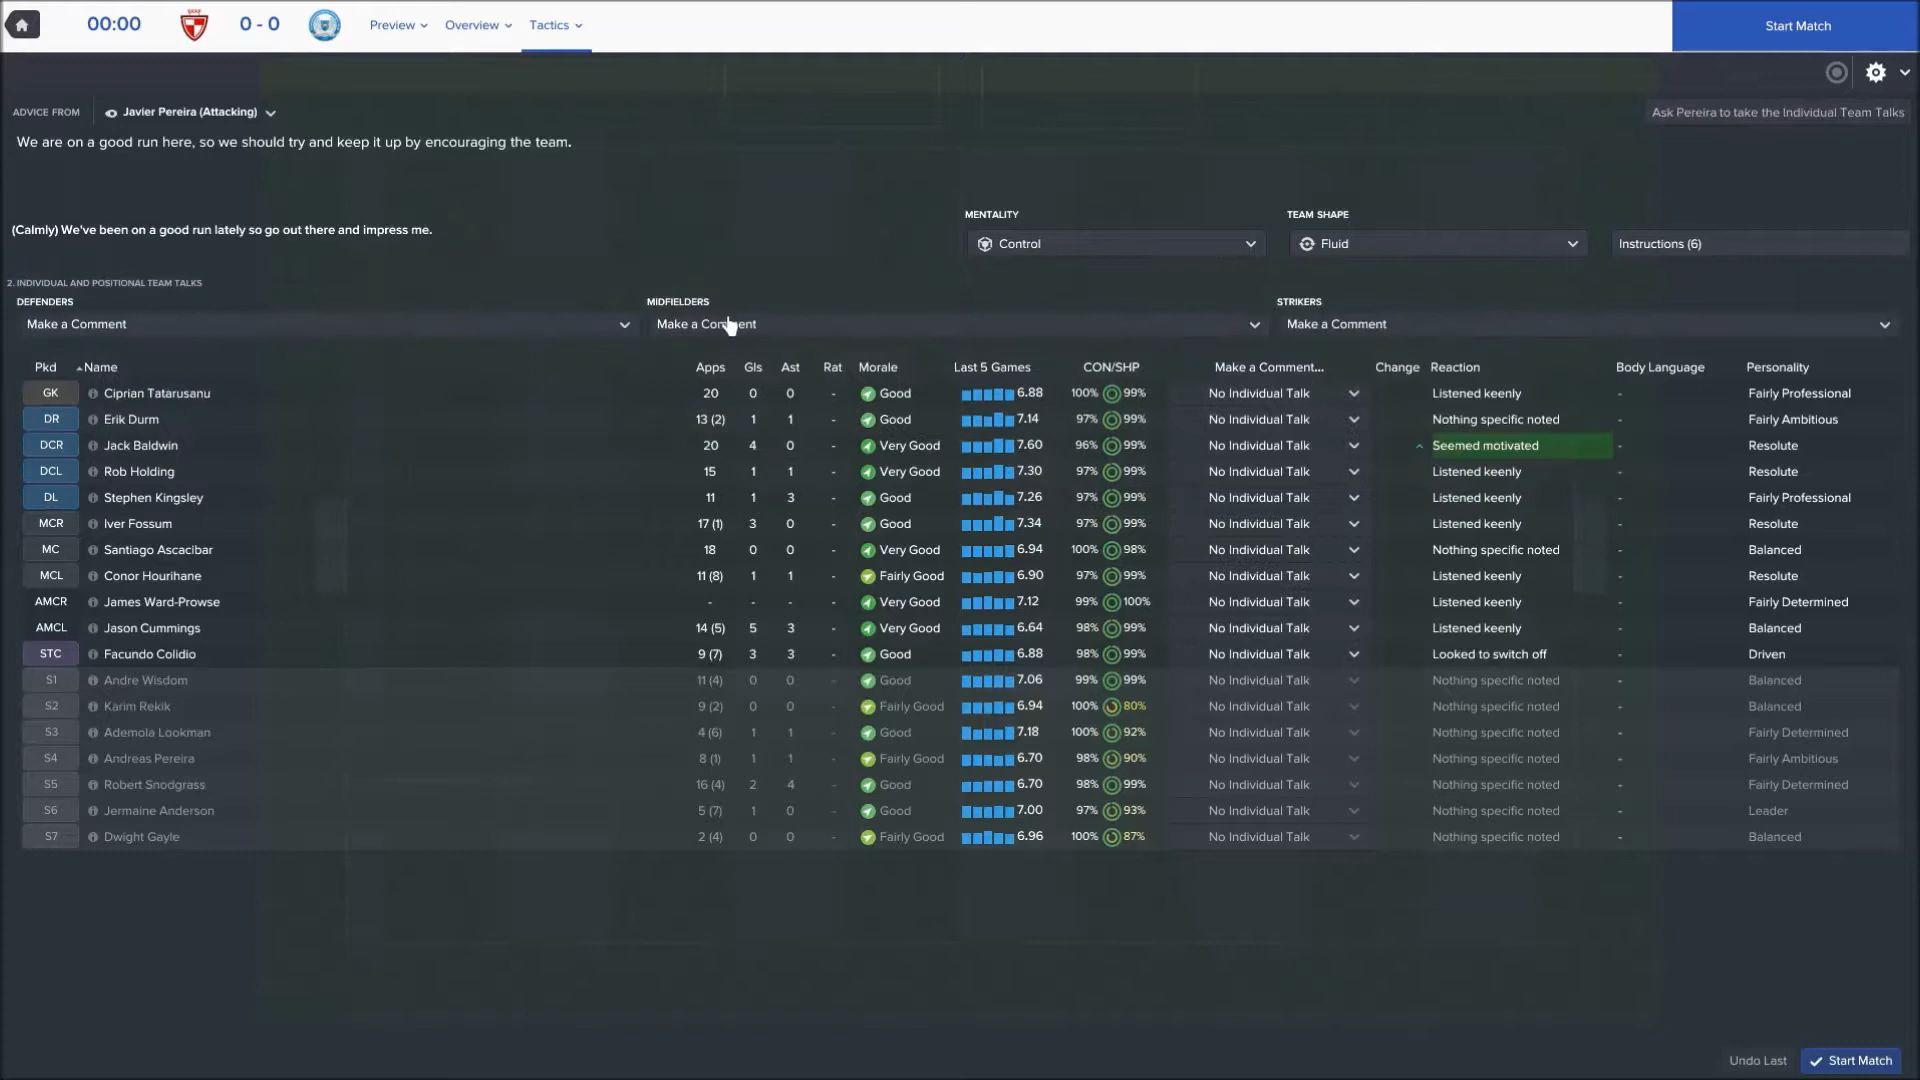 00:00 0 - 0 Preview Overview Tactics Start Match
ADVICE FROM Javier Pereira (Attacking) Ask Pereira to take the Individual Team Talks
We are on a good run here, so we should try and keep it up by encouraging the team.
MENTALITY TEAM SHAPE
(Calmly) We've been on a good run lately so go out there and impress me. Control Fluid Instructions (6)
2. INDIVIDUAL AND POSITIONAL TEAM TALKS
DEFENDERS MIDFIELDERS STRIKERS
Make a Comment Make a Comment Make a Comment
Pkd Name Apps Gls Ast Rat Morale Last 5 Games CON/SHP Make a Comment... Change Reaction Body Language Personality
GK Ciprian Tatarusanu 20 0 0 - Good 6.88 100% 99% No Individual Talk Listened keenly - Fairly Professional
DR Erik Durm 13 (2) 1 1 - Good 7.14 97% 99% No Individual Talk Nothing specific noted - Fairly Ambitious
DCR Jack Baldwin 20 4 0 - Very Good 7.60 96% 99% No Individual Talk Seemed motivated - Resolute
DCL Rob Holding 15 1 1 - Very Good 7.30 97% 99% No Individual Talk Listened keenly - Resolute
DL Stephen Kingsley 11 1 3 - Good 7.26 97% 99% No Individual Talk Listened keenly - Fairly Professional
MCR Iver Fossum 17 (1) 3 0 - Good 7.34 97% 99% No Individual Talk Listened keenly - Resolute
MC Santiago Ascacibar 18 0 0 - Very Good 6.94 100% 98% No Individual Talk Nothing specific noted - Balanced
MCL Conor Hourihane 11 (8) 1 1 - Fairly Good 6.90 97% 99% No Individual Talk Listened keenly - Resolute
AMCR James Ward-Prowse - - - - Very Good 7.12 99% 100% No Individual Talk Listened keenly - Fairly Determined
AMCL Jason Cummings 14 (5) 5 3 - Very Good 6.64 98% 99% No Individual Talk Listened keenly - Balanced
STC Facundo Colidio 9 (7) 3 3 - Good 6.88 98% 99% No Individual Talk Looked to switch off - Driven
S1 Andre Wisdom 11 (4) 0 0 - Good 7.06 99% 99% No Individual Talk Nothing specific noted - Balanced
S2 Karim Rekik 9 (2) 0 0 - Fairly Good 6.94 100% 80% No Individual Talk Nothing specific noted - Balanced
S3 Ademola Lookman 4 (6) 1 1 - Good 7.18 100% 92% No Individual Talk Nothing specific noted - Fairly Determined
S4 Andreas Pereira 8 (1) 1 1 - Fairly Good 6.70 98% 90% No Individual Talk Nothing specific noted - Fairly Ambitious
S5 Robert Snodgrass 16 (4) 2 4 - Good 6.70 98% 99% No Individual Talk Nothing specific noted - Fairly Determined
S6 Jermaine Anderson 5 (7) 1 0 - Good 7.00 97% 93% No Individual Talk Nothing specific noted - Leader
S7 Dwight Gayle 2 (4) 0 0 - Fairly Good 6.96 100% 87% No Individual Talk Nothing specific noted - Balanced
Undo Last Start Match